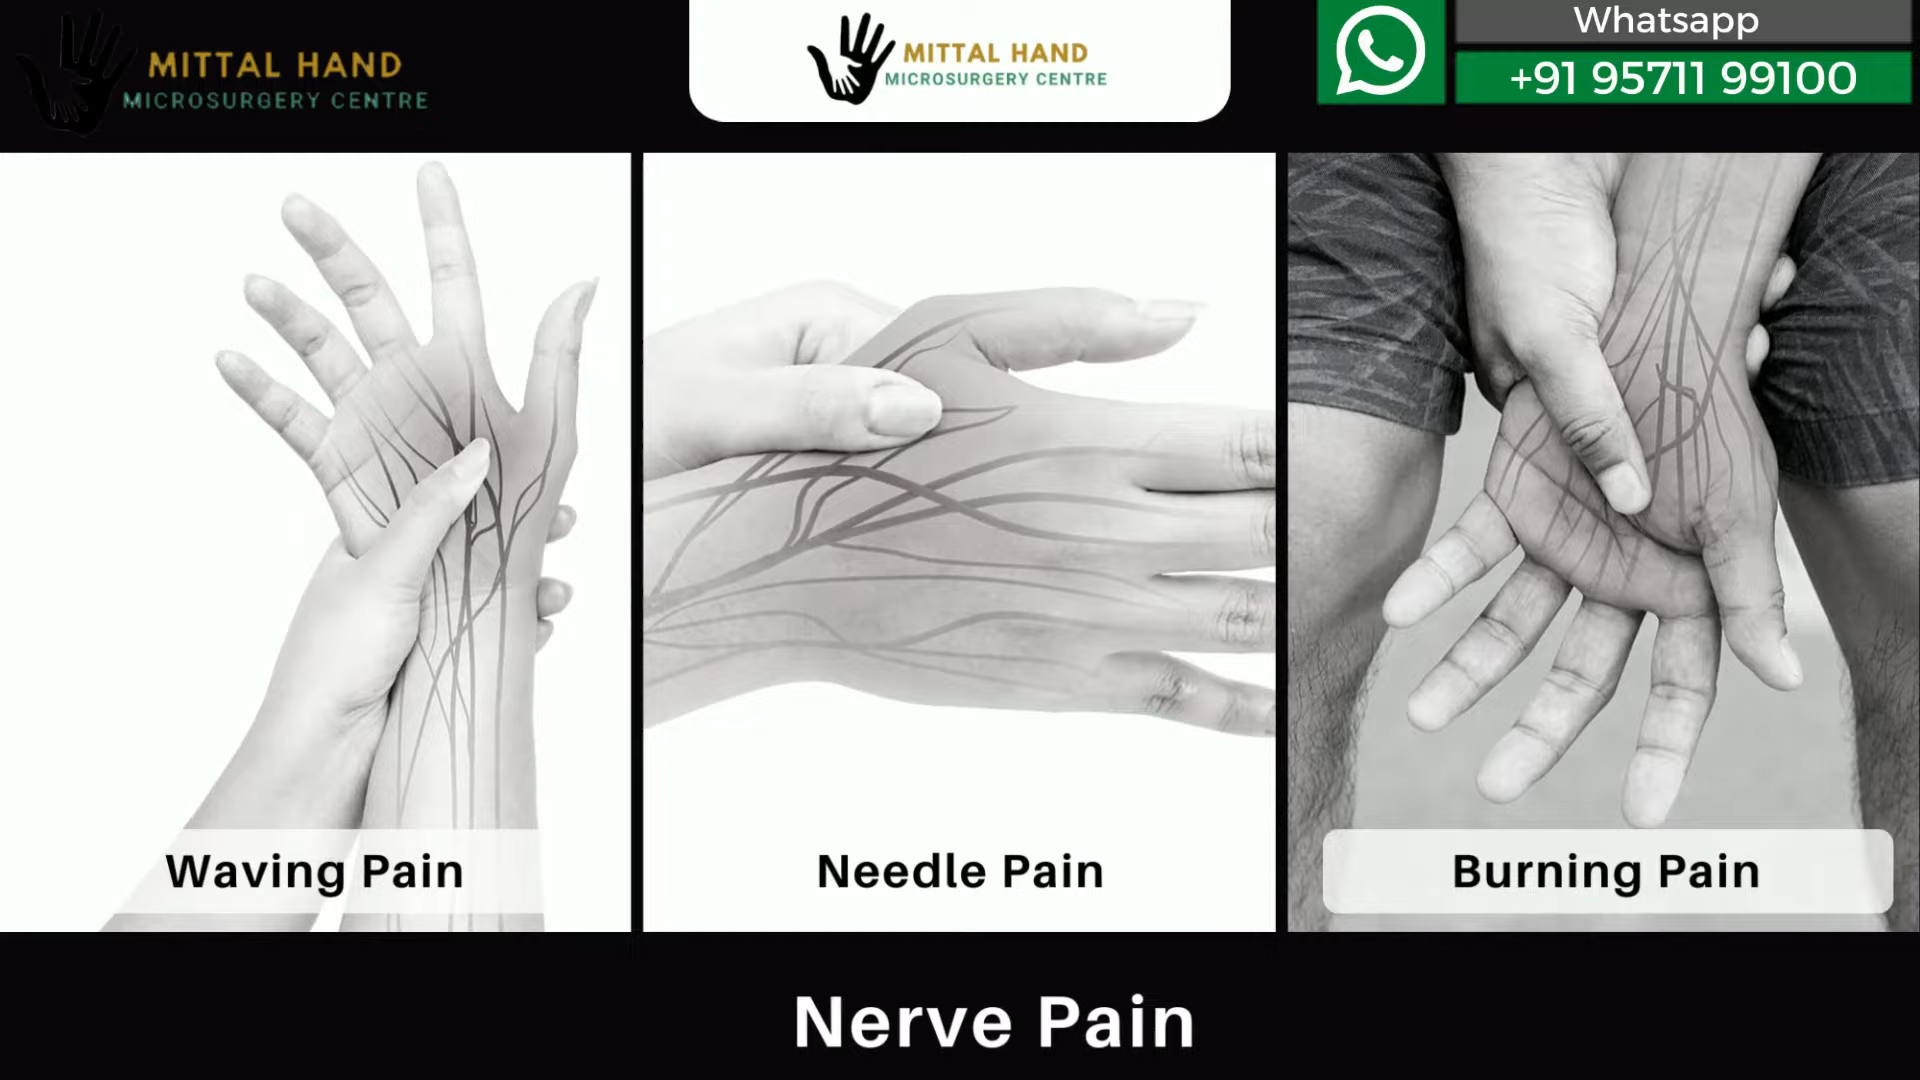 MITTAL HAND
MICROSURGERY CENTRE
MITTAL HAND
MICROSURGERY CENTRE
Whatsapp
+91 95711 99100
Waving Pain
Needle Pain
Burning Pain
Nerve Pain